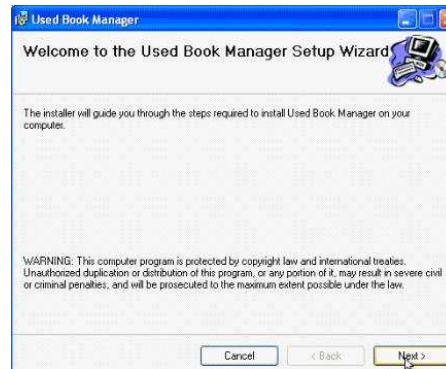 Used Book Manager
Welcome to the Used Book Manager Setup Wizard
The installer will guide you through the steps required to install Used Book Manager on your
computer.
WARNING: This computer program is protected by copyright law and international treaties.
Unauthorized duplication or distribution of this program, or any portion of it, may result in severe civil
or criminal penalties, and will be prosecuted to the maximum extent possible under the law.
Cancel
< Back
Next >